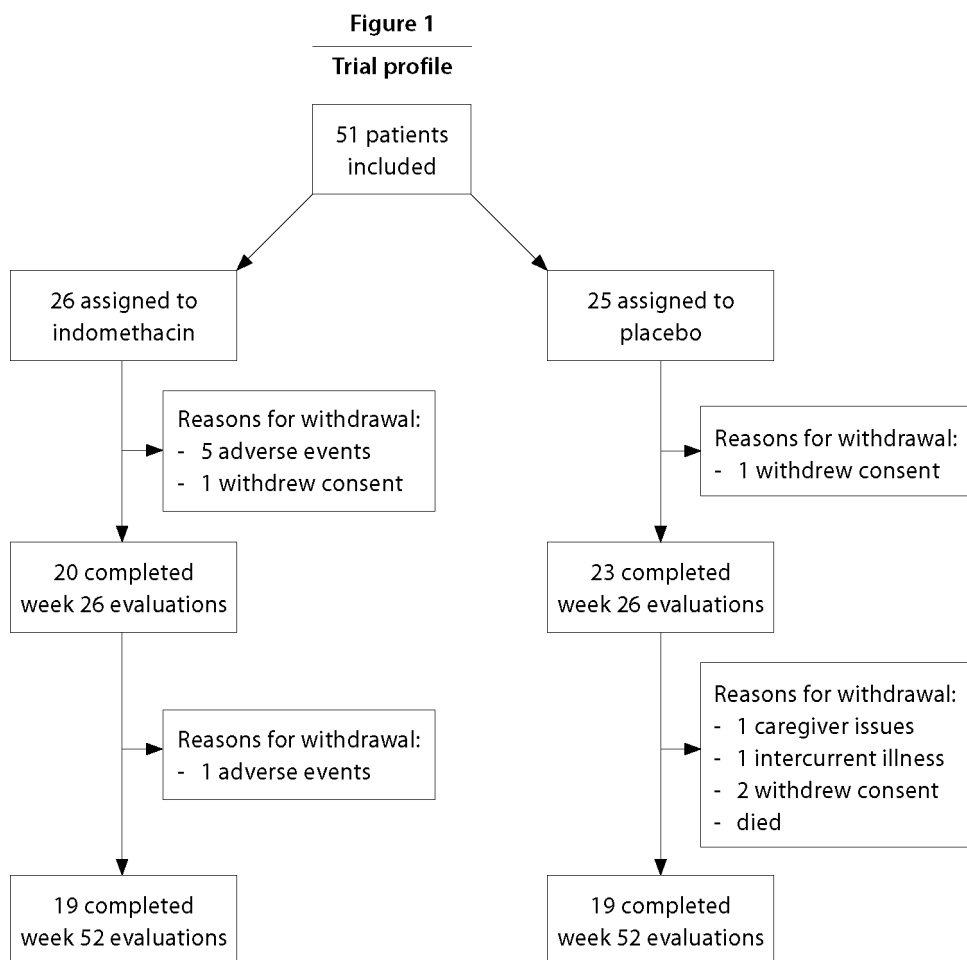 Figure 1
Trial profile
51 patients
included
26 assigned to
indomethacin
25 assigned to
placebo
Reasons for withdrawal:
- 5 adverse events
- 1 withdrew consent
Reasons for withdrawal:
- 1 withdrew consent
20 completed
week 26 evaluations
23 completed
week 26 evaluations
Reasons for withdrawal:
- 1 adverse events
Reasons for withdrawal:
- 1 caregiver issues
- 1 intercurrent illness
- 2 withdrew consent
- died
19 completed
week 52 evaluations
19 completed
week 52 evaluations